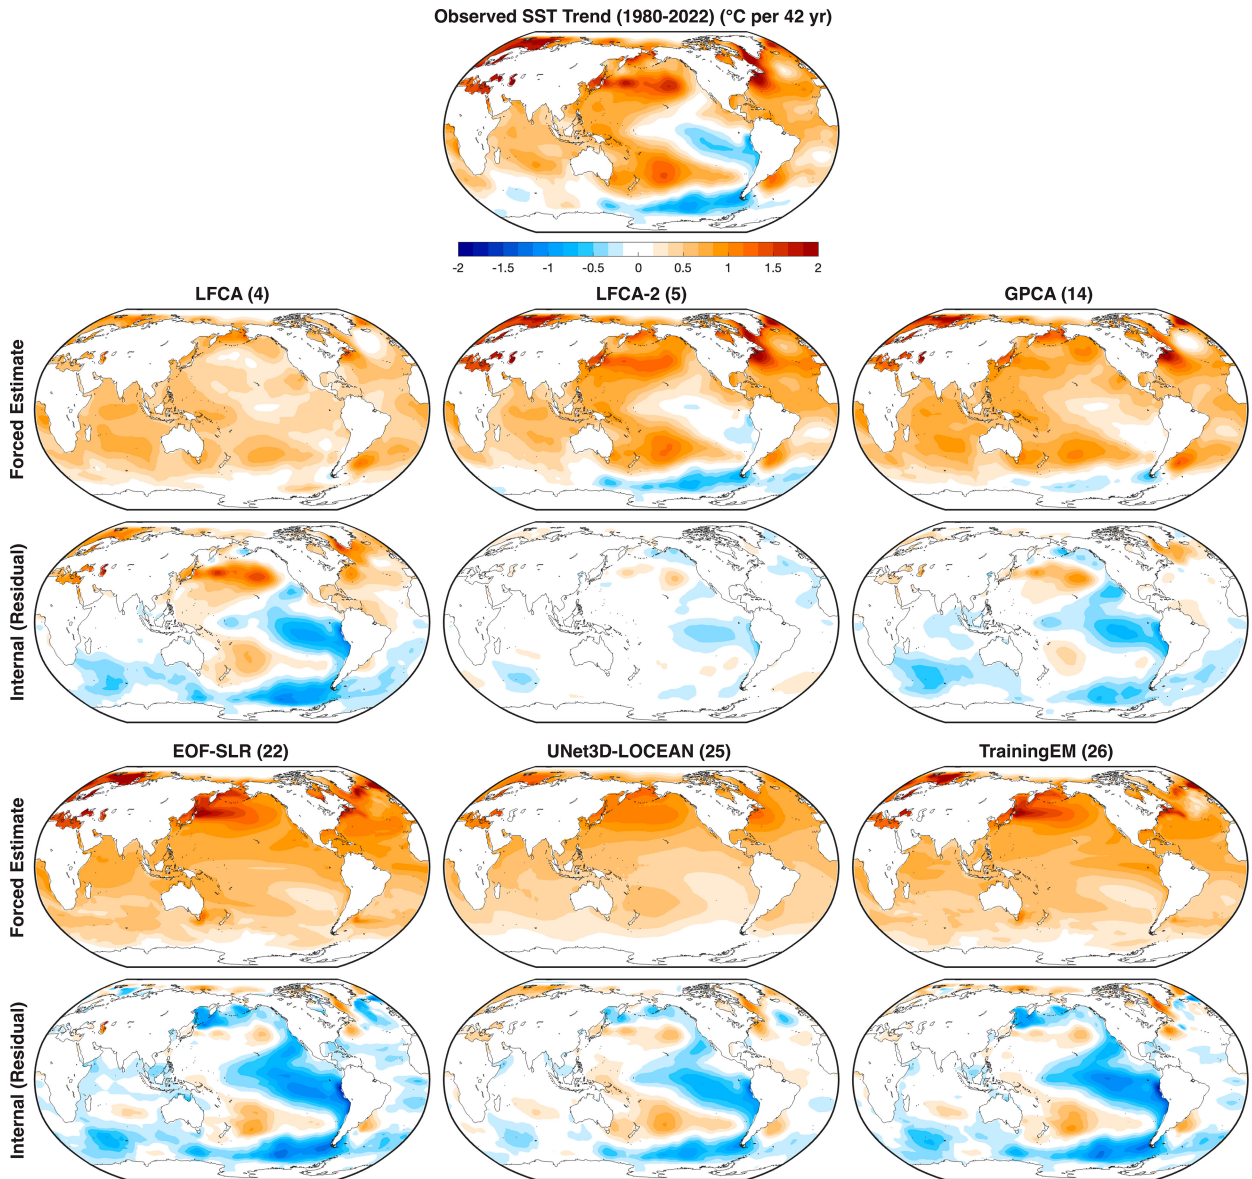 Observed SST Trend (1980-2022) (°C per 42 yr)
-2 -1.5 -1 -0.5 0 0.5 1 1.5 2
LFCA (4) LFCA-2 (5) GPCA (14)
Forced Estimate
Internal (Residual)
EOF-SLR (22) UNet3D-LOCEAN (25) TrainingEM (26)
Forced Estimate
Internal (Residual)